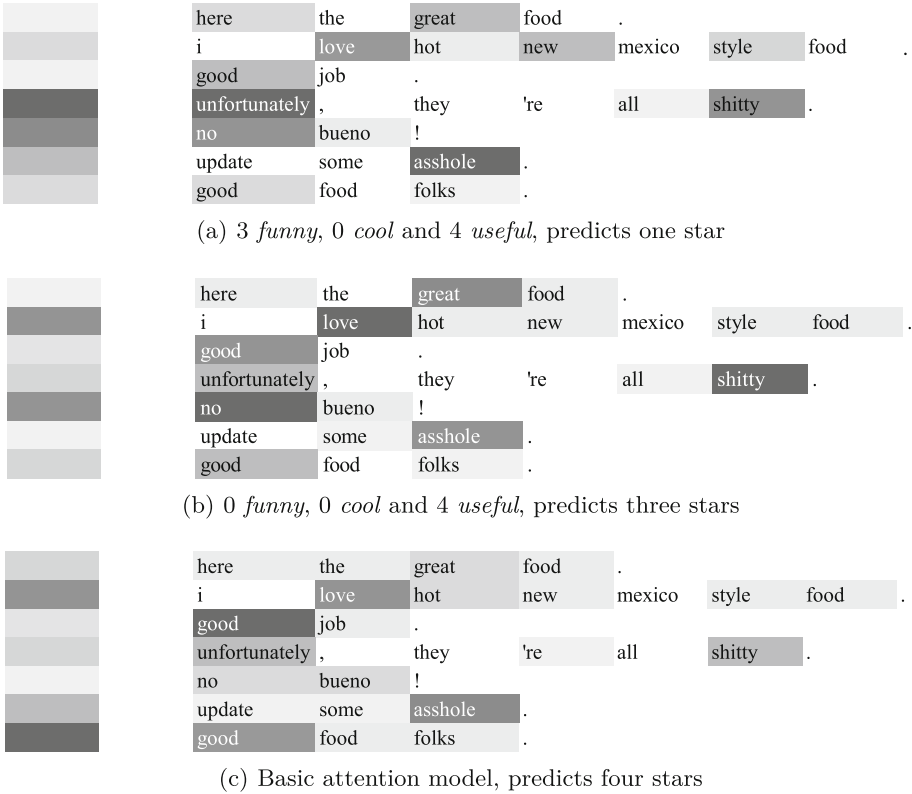 here the great food .
i love hot new mexico style food .
good job .
unfortunately , they 're all shitty .
no bueno !
update some asshole .
good food folks .
(a) 3 funny, 0 cool and 4 useful, predicts one star
here the great food .
i love hot new mexico style food .
good job .
unfortunately , they 're all shitty .
no bueno !
update some asshole .
good food folks .
(b) 0 funny, 0 cool and 4 useful, predicts three stars
here the great food .
i love hot new mexico style food .
good job .
unfortunately , they 're all shitty .
no bueno !
update some asshole .
good food folks .
(c) Basic attention model, predicts four stars